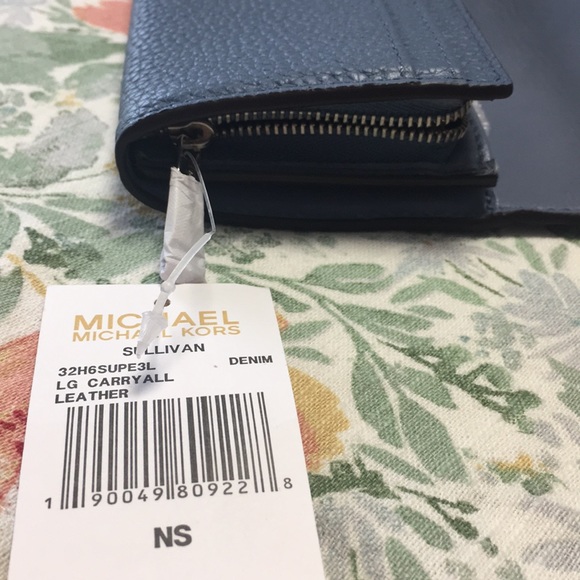 MICHAEL
MICHAEL KORS
SULLIVAN
32H6SUPE3L DENIM
LG CARRYALL
LEATHER
1 90049 80922 8
NS